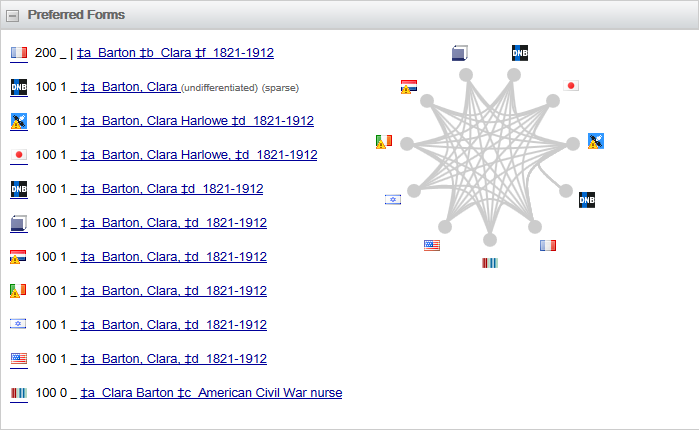 Preferred Forms
200 _ | ‡a Barton ‡b Clara ‡f 1821-1912
DNB 100 1 _ ‡a Barton, Clara (undifferentiated) (sparse)
100 1 _ ‡a Barton, Clara Harlowe ‡d 1821-1912
100 1 _ ‡a Barton, Clara Harlowe, ‡d 1821-1912
DNB 100 1 _ ‡a Barton, Clara ‡d 1821-1912
100 1 _ ‡a Barton, Clara, ‡d 1821-1912
100 1 _ ‡a Barton, Clara, ‡d 1821-1912
100 1 _ ‡a Barton, Clara, ‡d 1821-1912
100 1 _ ‡a Barton, Clara, ‡d 1821-1912
100 1 _ ‡a Barton, Clara, ‡d 1821-1912
100 0 _ ‡a Clara Barton ‡c American Civil War nurse
DNB
DNB